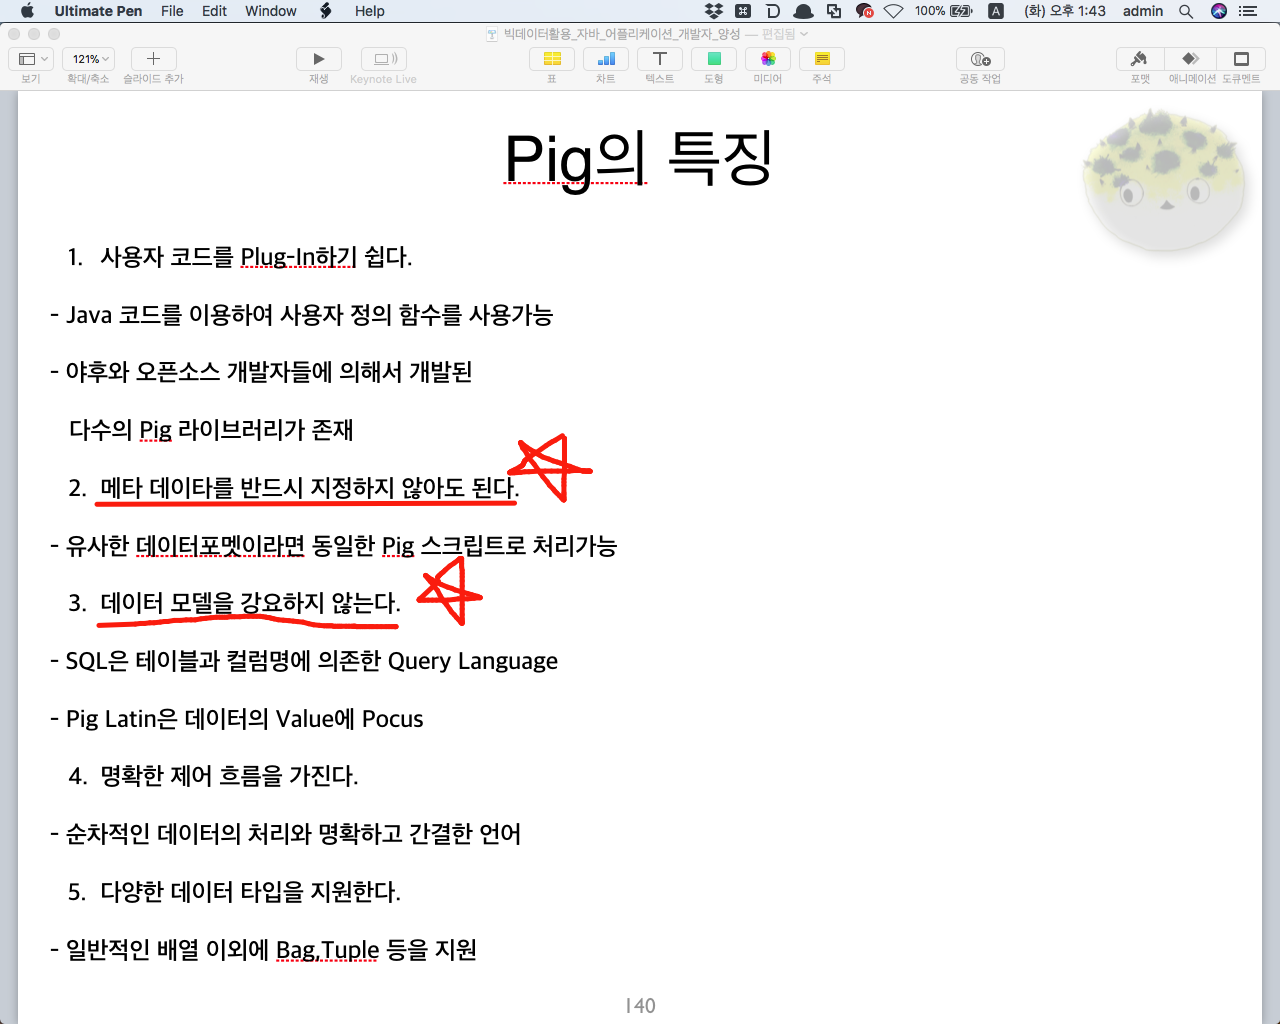 Ultimate Pen File Edit Window Help 100% A (화) 오후 1:43 admin
빅데이터활용_자바_어플리케이션_개발자_양성 — 편집됨
121%
보기 확대/축소 슬라이드 추가 재생 Keynote Live 표 차트 텍스트 도형 미디어 주석 공동 작업 포맷 애니메이션 도큐멘트
Pig의 특징
1. 사용자 코드를 Plug-In하기 쉽다.
- Java 코드를 이용하여 사용자 정의 함수를 사용가능
- 야후와 오픈소스 개발자들에 의해서 개발된
다수의 Pig 라이브러리가 존재
2. 메타 데이타를 반드시 지정하지 않아도 된다.
- 유사한 데이터포멧이라면 동일한 Pig 스크립트로 처리가능
3. 데이터 모델을 강요하지 않는다.
- SQL은 테이블과 컬럼명에 의존한 Query Language
- Pig Latin은 데이터의 Value에 Pocus
4. 명확한 제어 흐름을 가진다.
- 순차적인 데이터의 처리와 명확하고 간결한 언어
5. 다양한 데이터 타입을 지원한다.
- 일반적인 배열 이외에 Bag,Tuple 등을 지원
140